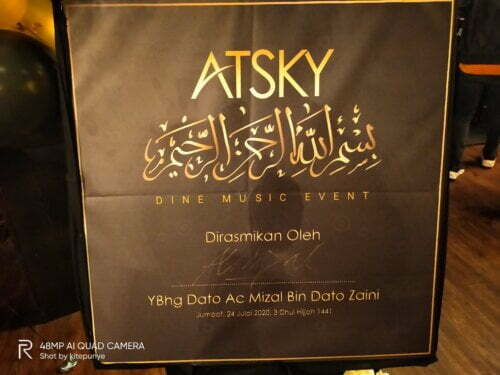 ATSKY
بسم الله الرحمن الرحيم
DINE MUSIC EVENT
Dirasmikan Oleh
YBhg Dato Ac Mizal Bin Dato Zaini
Jumaat, 24 Julai 2020, 3 Dhul Hijjah 1441
48MP AI QUAD CAMERA
Shot by kitepunye